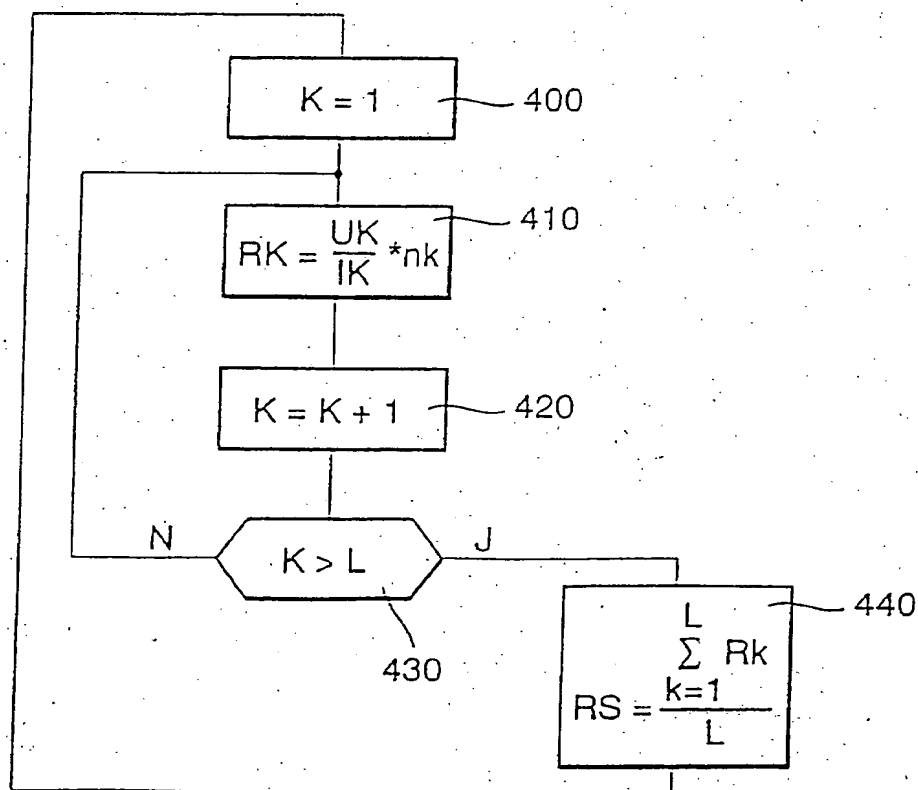 K = 1
400
410
RK = UK/IK *nk
K = K + 1
420
N
K > L
J
430
440
RS = L Σ k=1 Rk / L